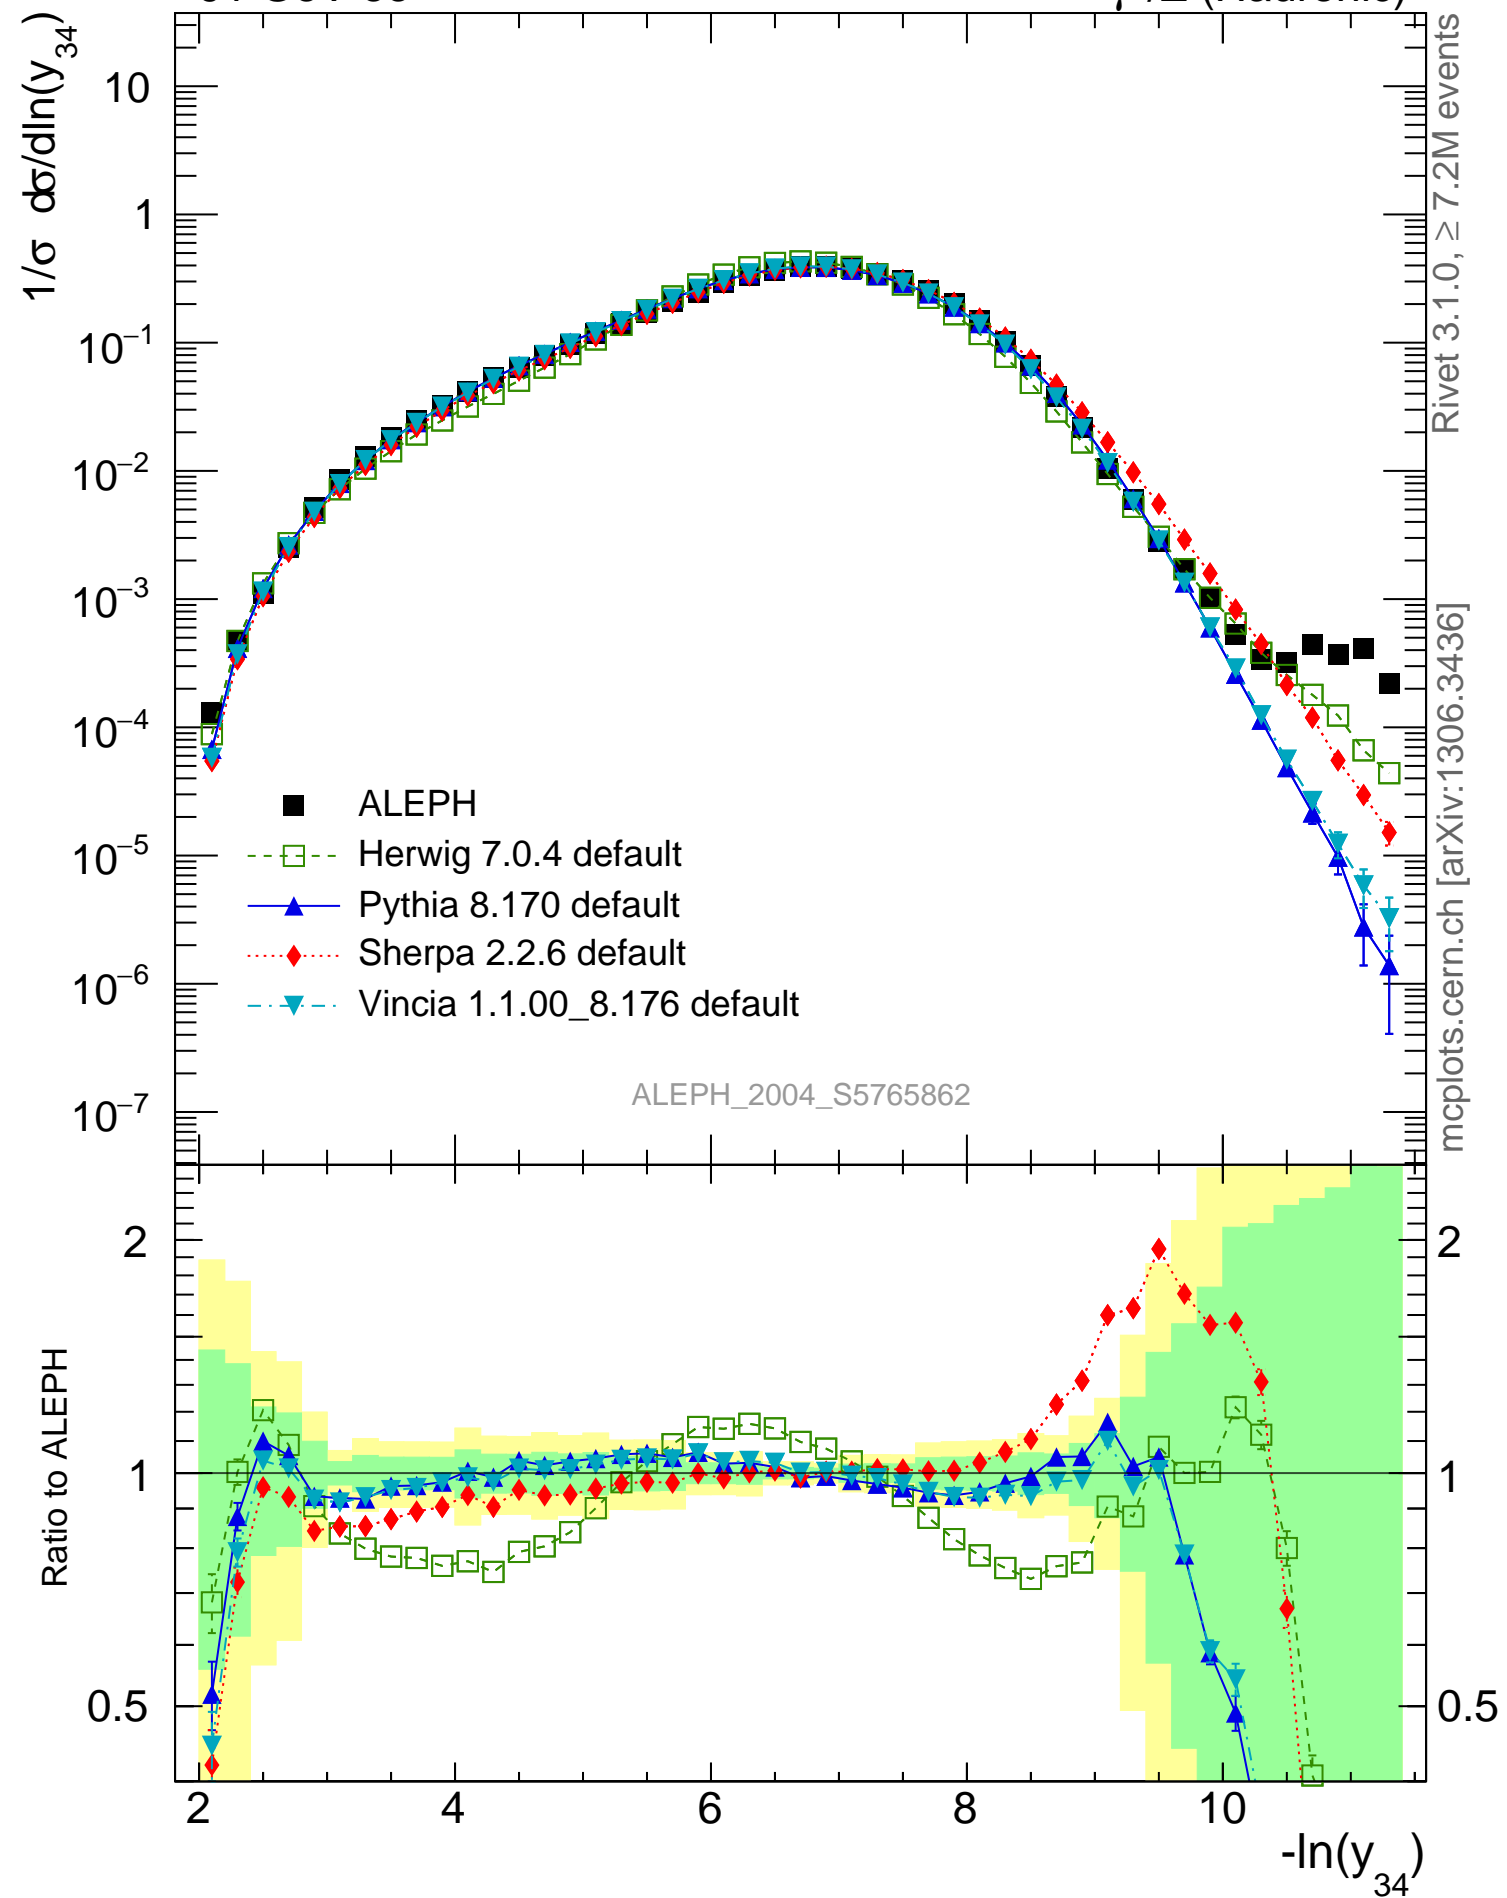 1/σ dσ/dln(y34)
10
1
10−1
10−2
10−3
10−4
10−5
10−6
10−7
ALEPH
Herwig 7.0.4 default
Pythia 8.170 default
Sherpa 2.2.6 default
Vincia 1.1.00_8.176 default
ALEPH_2004_S5765862
Rivet 3.1.0, ≥ 7.2M events
mcplots.cern.ch [arXiv:1306.3436]
Ratio to ALEPH
2 2
1 1
0.5 0.5
2 4 6 8 10
-ln(y34)